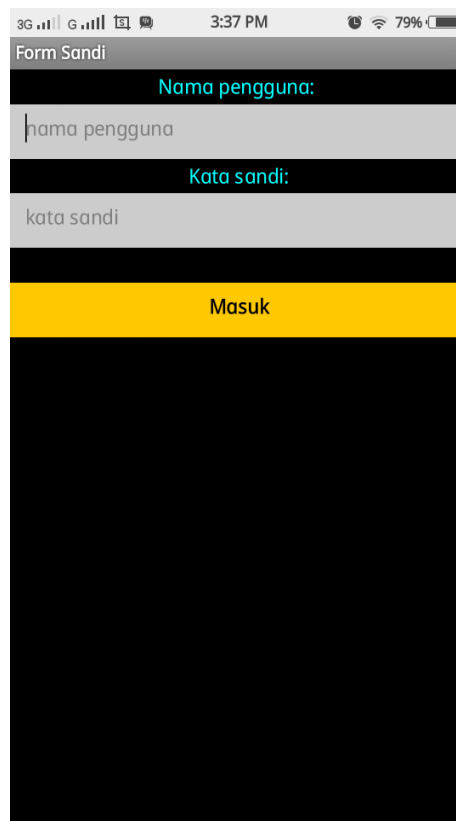 3G G 3:37 PM 79%
Form Sandi
Nama pengguna:
nama pengguna
Kata sandi:
kata sandi
Masuk